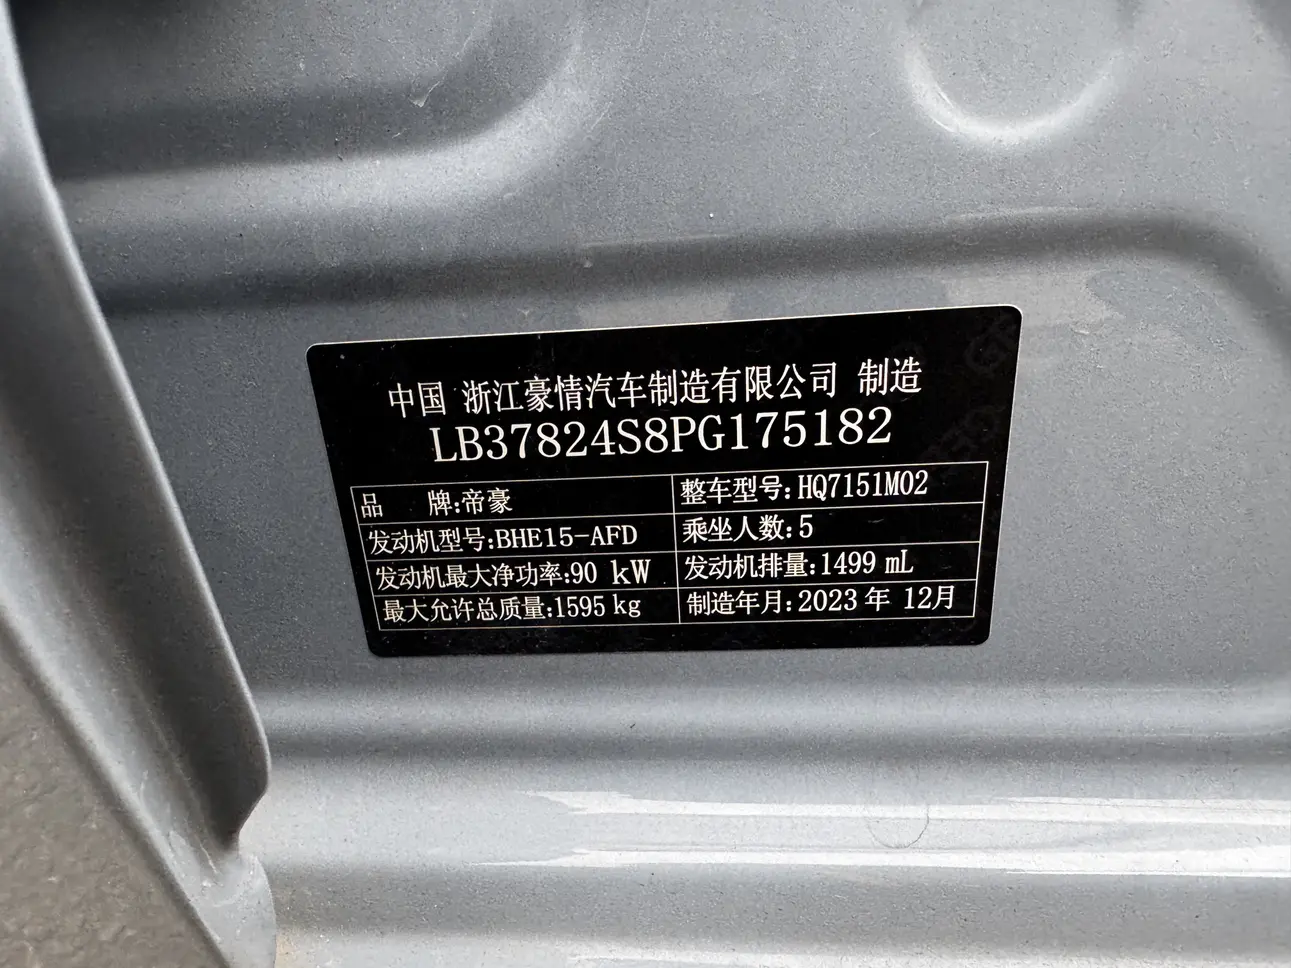 中国 浙江豪情汽车制造有限公司 制造
LB37824S8PG175182
品 牌:帝豪 整车型号:HQ7151M02
发动机型号:BHE15-AFD 乘坐人数:5
发动机最大净功率:90 kW 发动机排量:1499 mL
最大允许总质量:1595 kg 制造年月:2023 年 12月